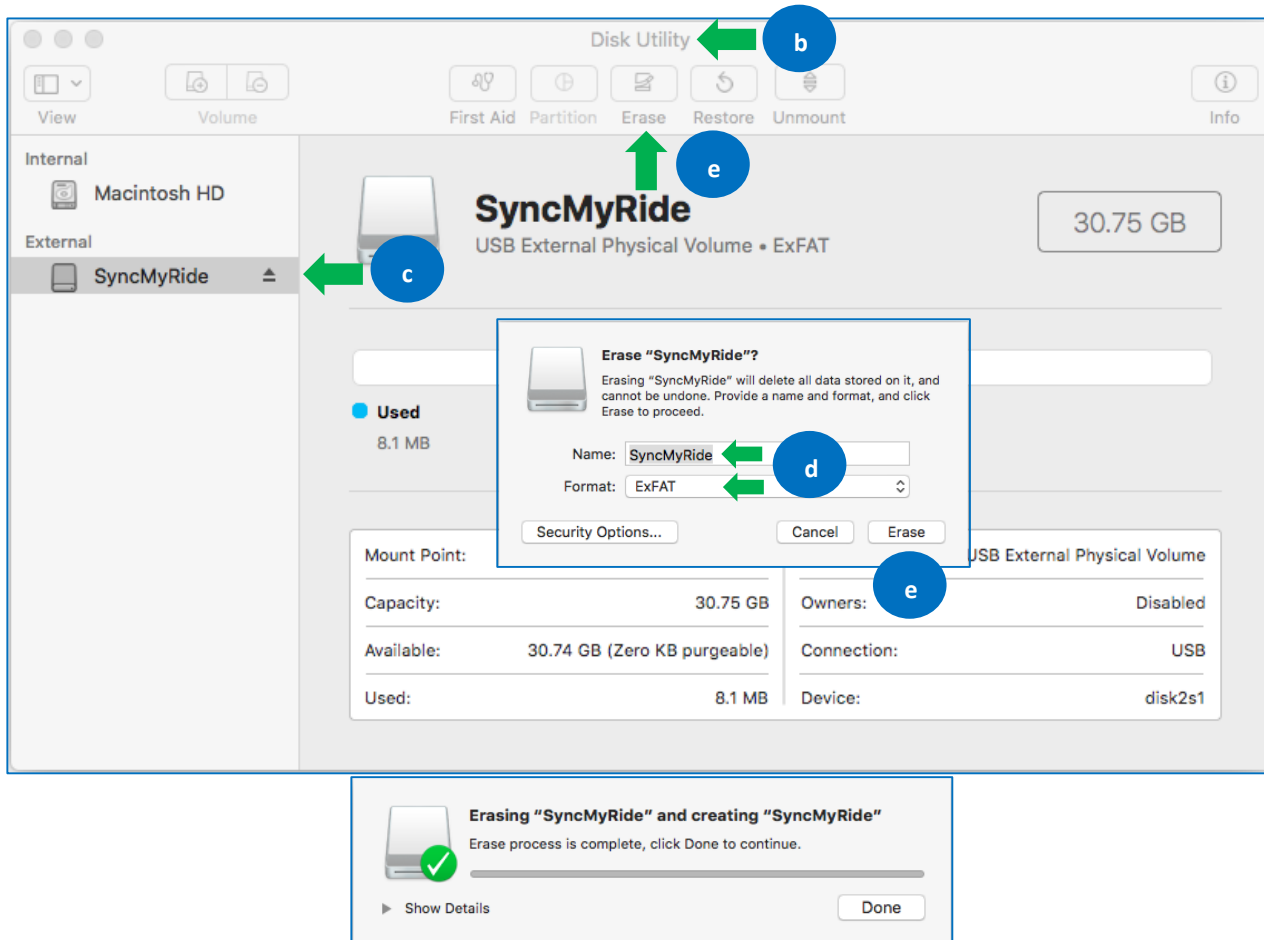 Disk Utility
b
View
Volume
First Aid
Partition
Erase
Restore
Unmount
Info
e
Internal
Macintosh HD
External
SyncMyRide
c
SyncMyRide
USB External Physical Volume • ExFAT
30.75 GB
Used
8.1 MB
Erase “SyncMyRide”?
Erasing “SyncMyRide” will delete all data stored on it, and
cannot be undone. Provide a name and format, and click
Erase to proceed.
Name: SyncMyRide
d
Format: ExFAT
Security Options...
Cancel
Erase
e
Mount Point:
USB External Physical Volume
Capacity: 30.75 GB
Owners: Disabled
Available: 30.74 GB (Zero KB purgeable)
Connection: USB
Used: 8.1 MB
Device: disk2s1
Erasing “SyncMyRide” and creating “SyncMyRide”
Erase process is complete, click Done to continue.
Show Details
Done